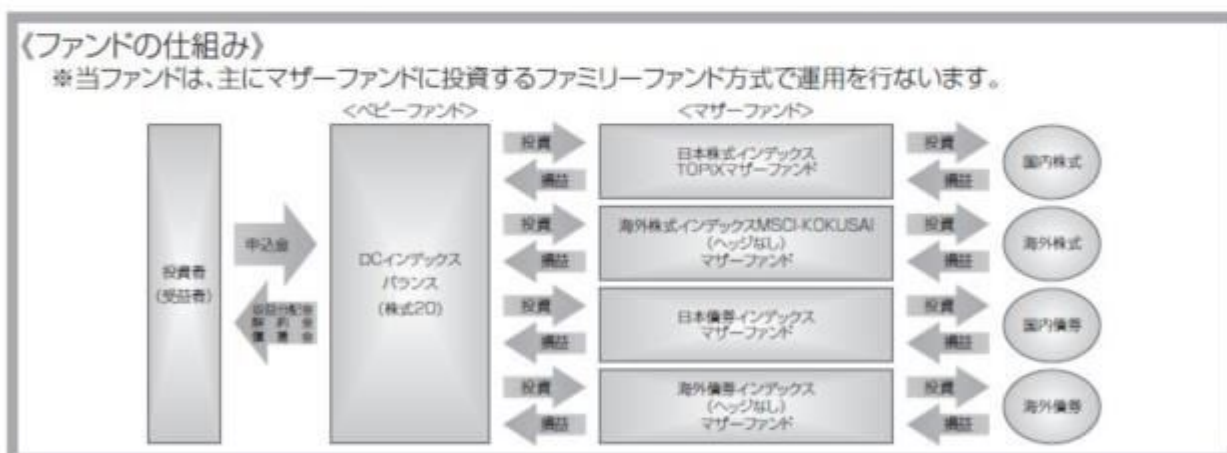 《ファンドの仕組み》
※当ファンドは、主にマザーファンドに投資するファミリーファンド方式で運用を行ないます。
<ベビーファンド>
<マザーファンド>
投資者
(受益者)
申込金
収益分配金
解約金
償還金
DCインデックス
バランス
(株式20)
投資
損益
日本株式インデックス
TOPIXマザーファンド
投資
損益
国内株式
投資
損益
海外株式インデックスMSCI-KOKUSAI
(ヘッジなし)
マザーファンド
投資
損益
海外株式
投資
損益
日本債券インデックス
マザーファンド
投資
損益
国内債券
投資
損益
海外債券インデックス
(ヘッジなし)
マザーファンド
投資
損益
海外債券